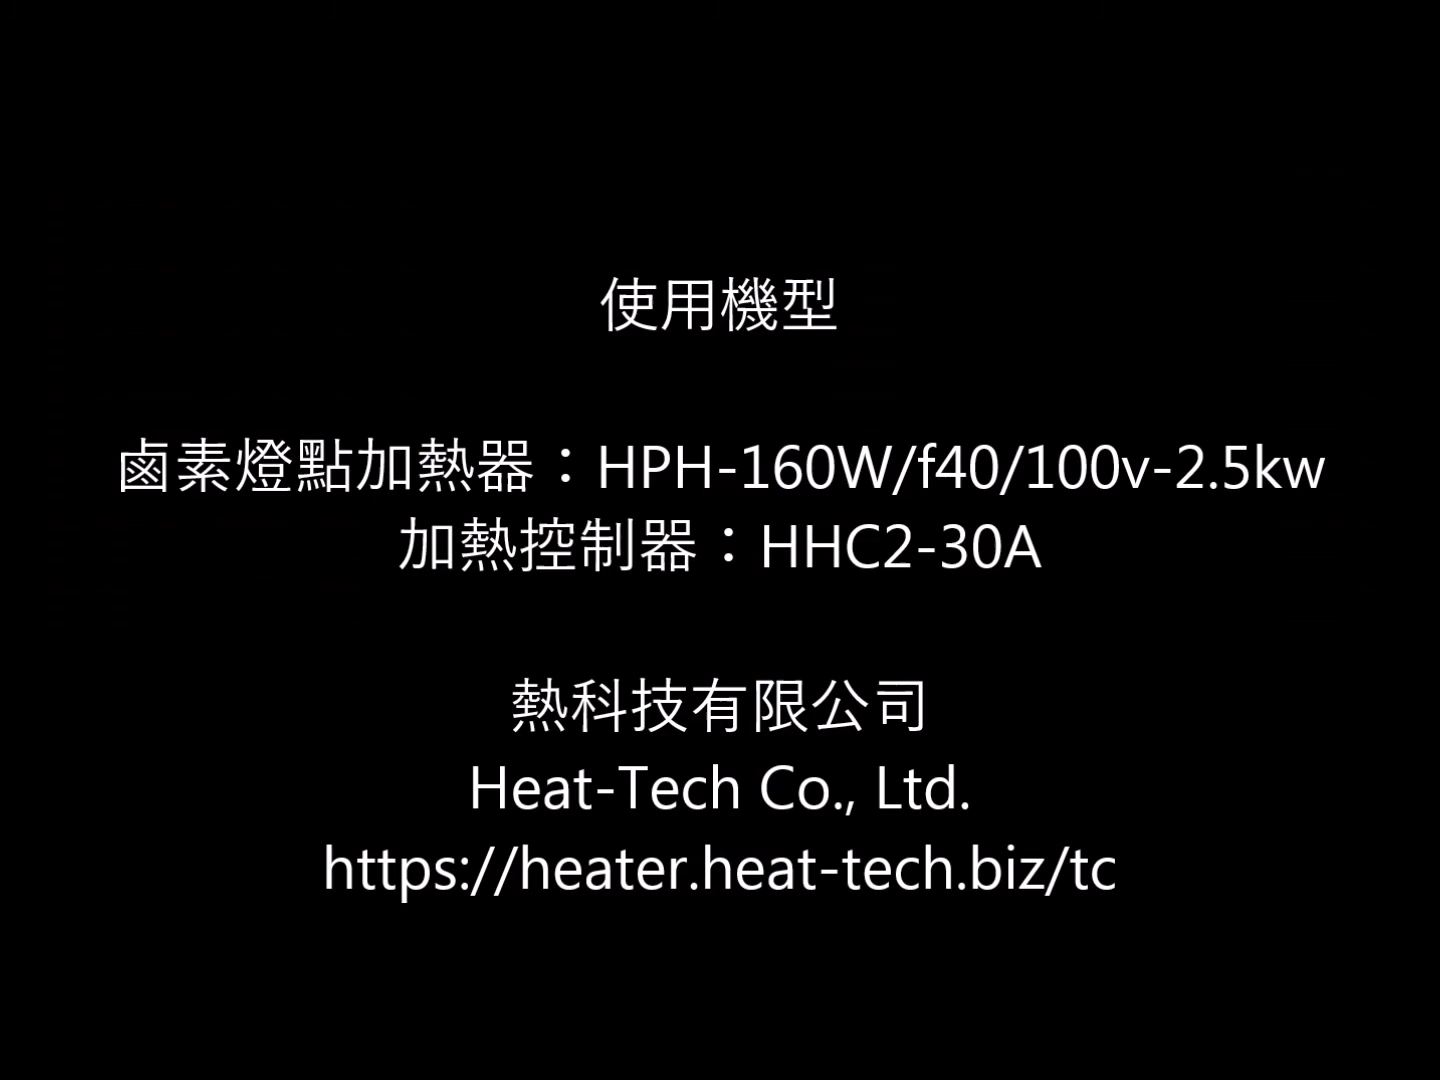 使用機型
鹵素燈點加熱器：HPH-160W/f40/100v-2.5kw
加熱控制器：HHC2-30A
熱科技有限公司
Heat-Tech Co., Ltd.
https://heater.heat-tech.biz/tc